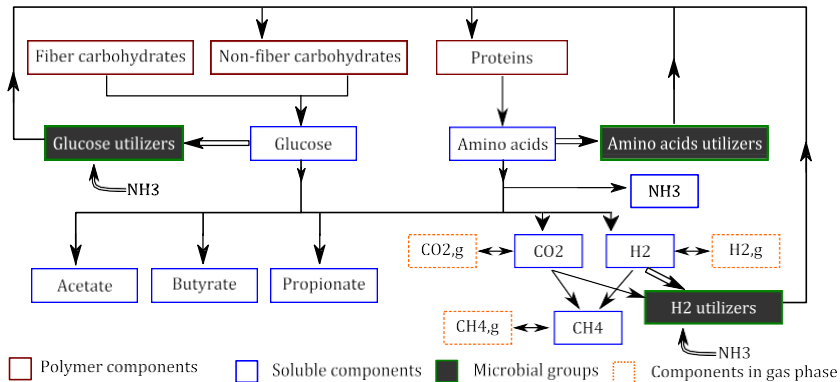 Fiber carbohydrates
Non-fiber carbohydrates
Proteins
Glucose utilizers
Glucose
Amino acids
Amino acids utilizers
NH3
NH3
CO2,g
CO2
H2
H2,g
Acetate
Butyrate
Propionate
H2 utilizers
CH4,g
CH4
NH3
Polymer components
Soluble components
Microbial groups
Components in gas phase